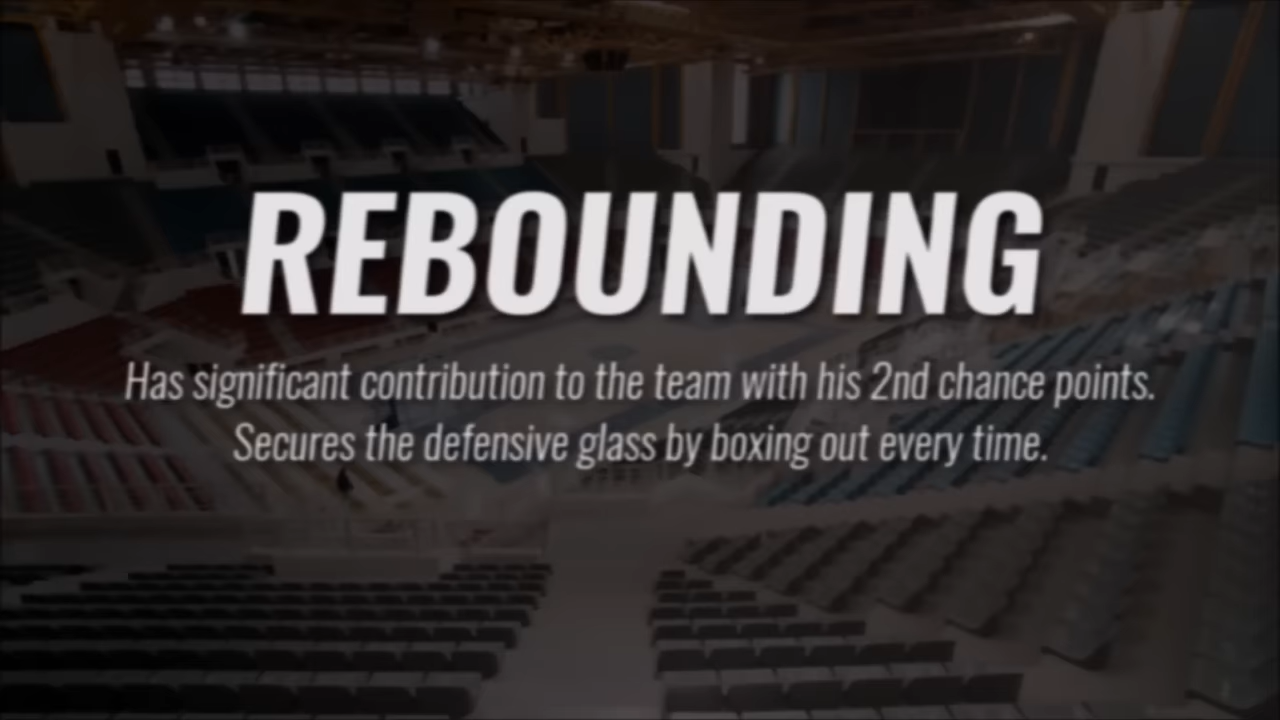 REBOUNDING
Has significant contribution to the team with his 2nd chance points.
Secures the defensive glass by boxing out every time.